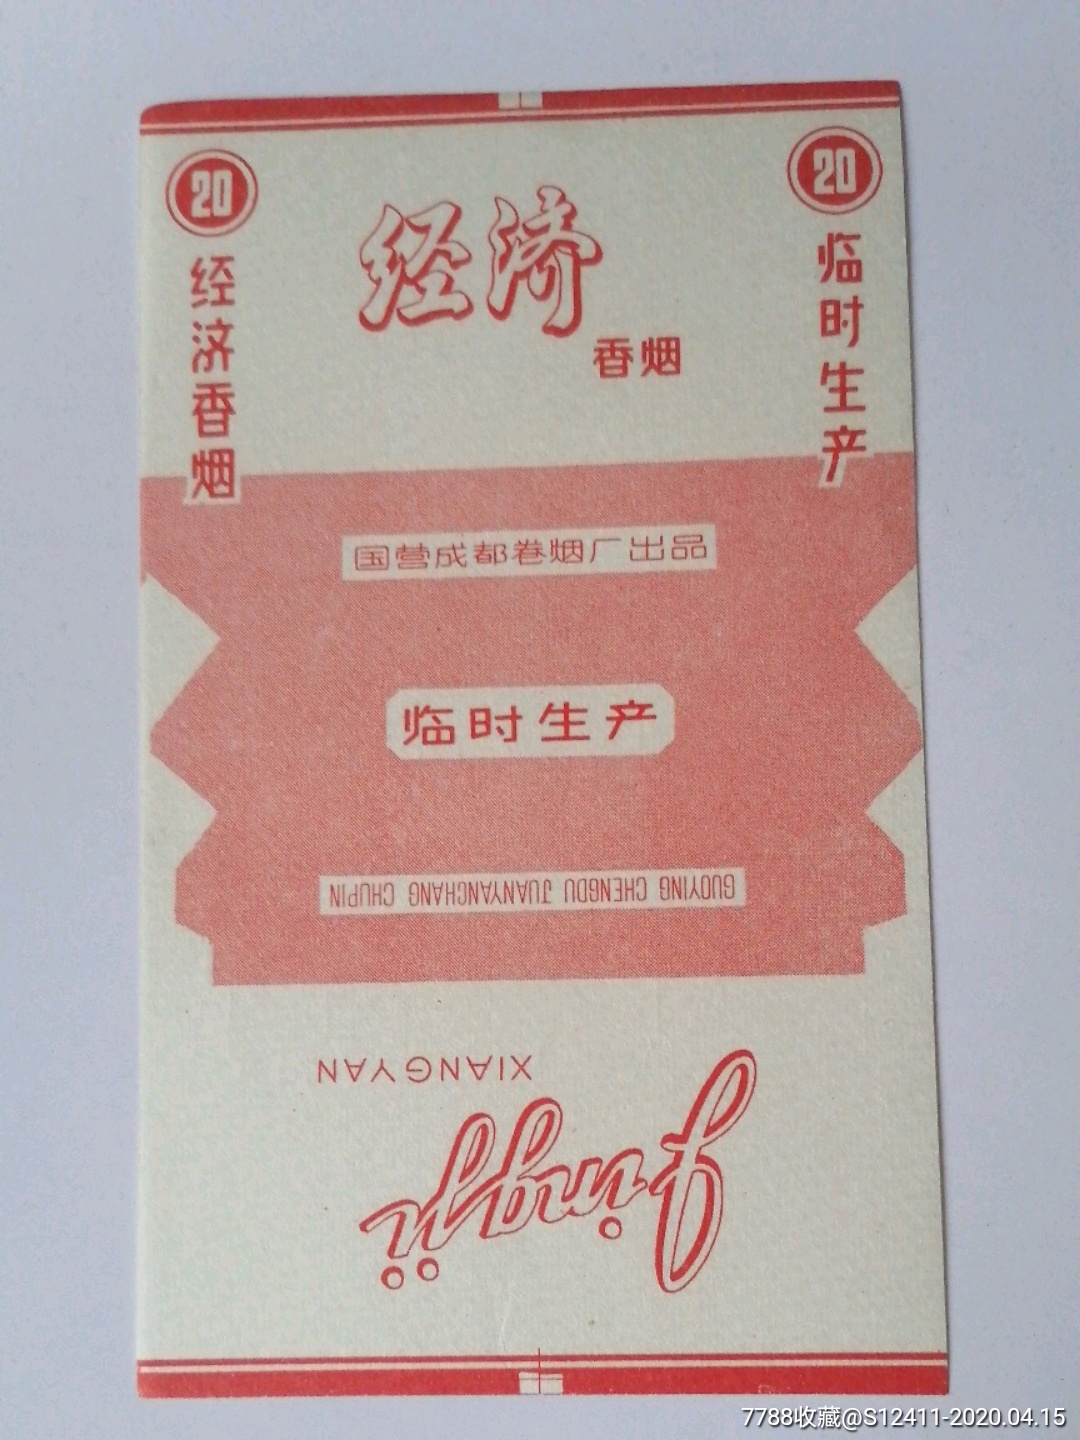 20
经济香烟
经济
香烟
20
临时生产
国营成都卷烟厂出品
临时生产
GUOYING CHENGDU JUANYANCHANG CHUPIN
XIANGYAN
Jingji
7788收藏@S12411-2020.04.15